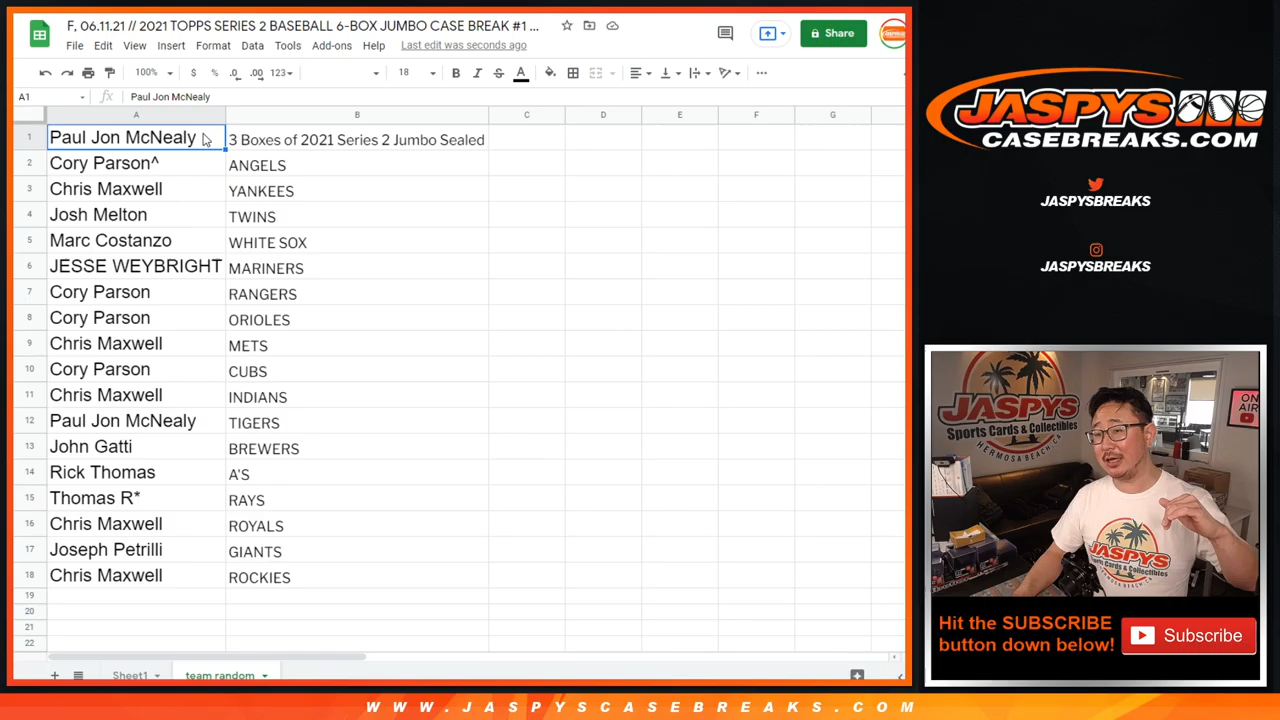 F, 06.11.21 // 2021 TOPPS SERIES 2 BASEBALL 6-BOX JUMBO CASE BREAK #1 ...
File Edit View Insert Format Data Tools Add-ons Help Last edit was seconds ago
Share
100% $ % .0 .00 123 18 B I S A
A1 fx Paul Jon McNealy
A B C D E F G
1 Paul Jon McNealy 3 Boxes of 2021 Series 2 Jumbo Sealed
2 Cory Parson^ ANGELS
3 Chris Maxwell YANKEES
4 Josh Melton TWINS
5 Marc Costanzo WHITE SOX
6 JESSE WEYBRIGHT MARINERS
7 Cory Parson RANGERS
8 Cory Parson ORIOLES
9 Chris Maxwell METS
10 Cory Parson CUBS
11 Chris Maxwell INDIANS
12 Paul Jon McNealy TIGERS
13 John Gatti BREWERS
14 Rick Thomas A'S
15 Thomas R* RAYS
16 Chris Maxwell ROYALS
17 Joseph Petrilli GIANTS
18 Chris Maxwell ROCKIES
19
20
21
22
Sheet1 team random
JASPYS
CASEBREAKS.COM
JASPYSBREAKS
JASPYSBREAKS
JASPYS
Sports Cards & Collectibles
HERMOSA BEACH, CA
ON
AIR
JASPYS
Hit the SUBSCRIBE
button down below!
Subscribe
WWW.JASPYSCASEBREAKS.COM